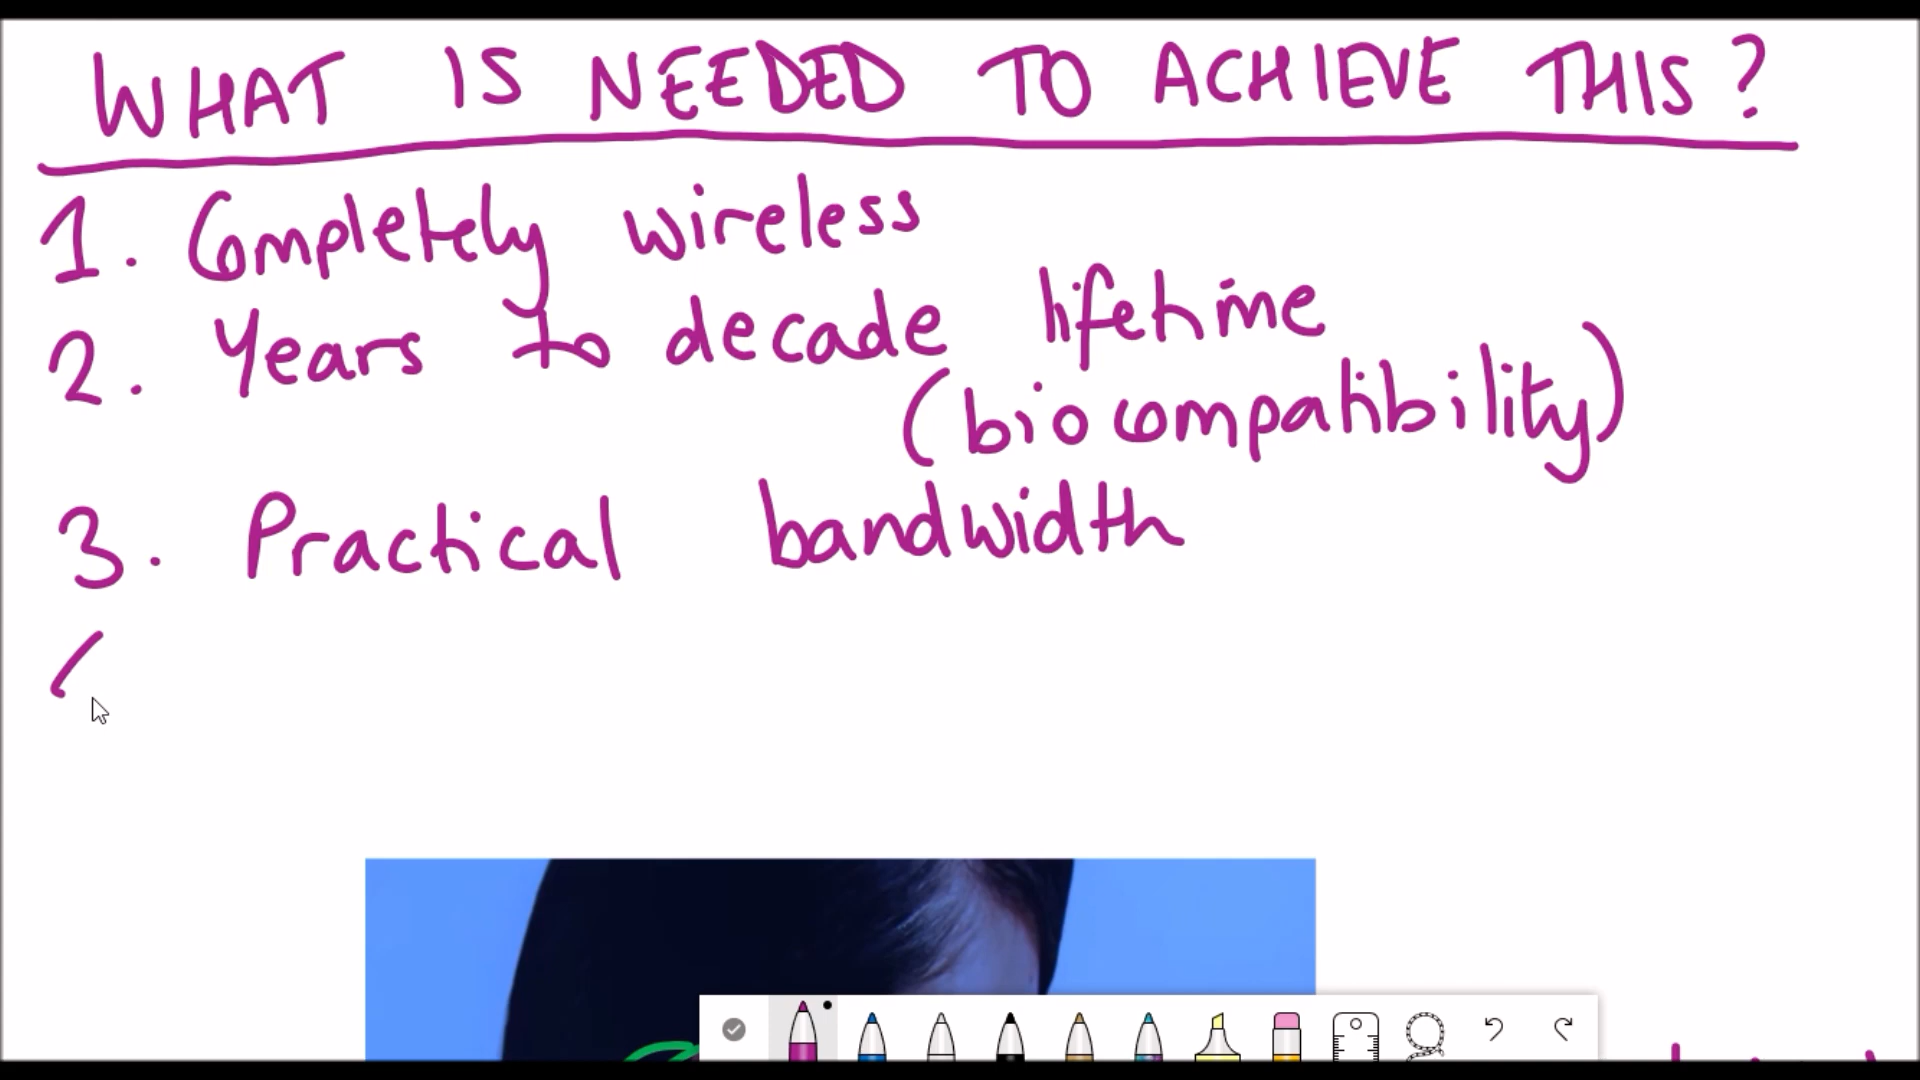 WHAT IS NEEDED TO ACHIEVE THIS?
1. Completely wireless
2. Years to decade lifetime
(biocompatibility)
3. Practical bandwidth